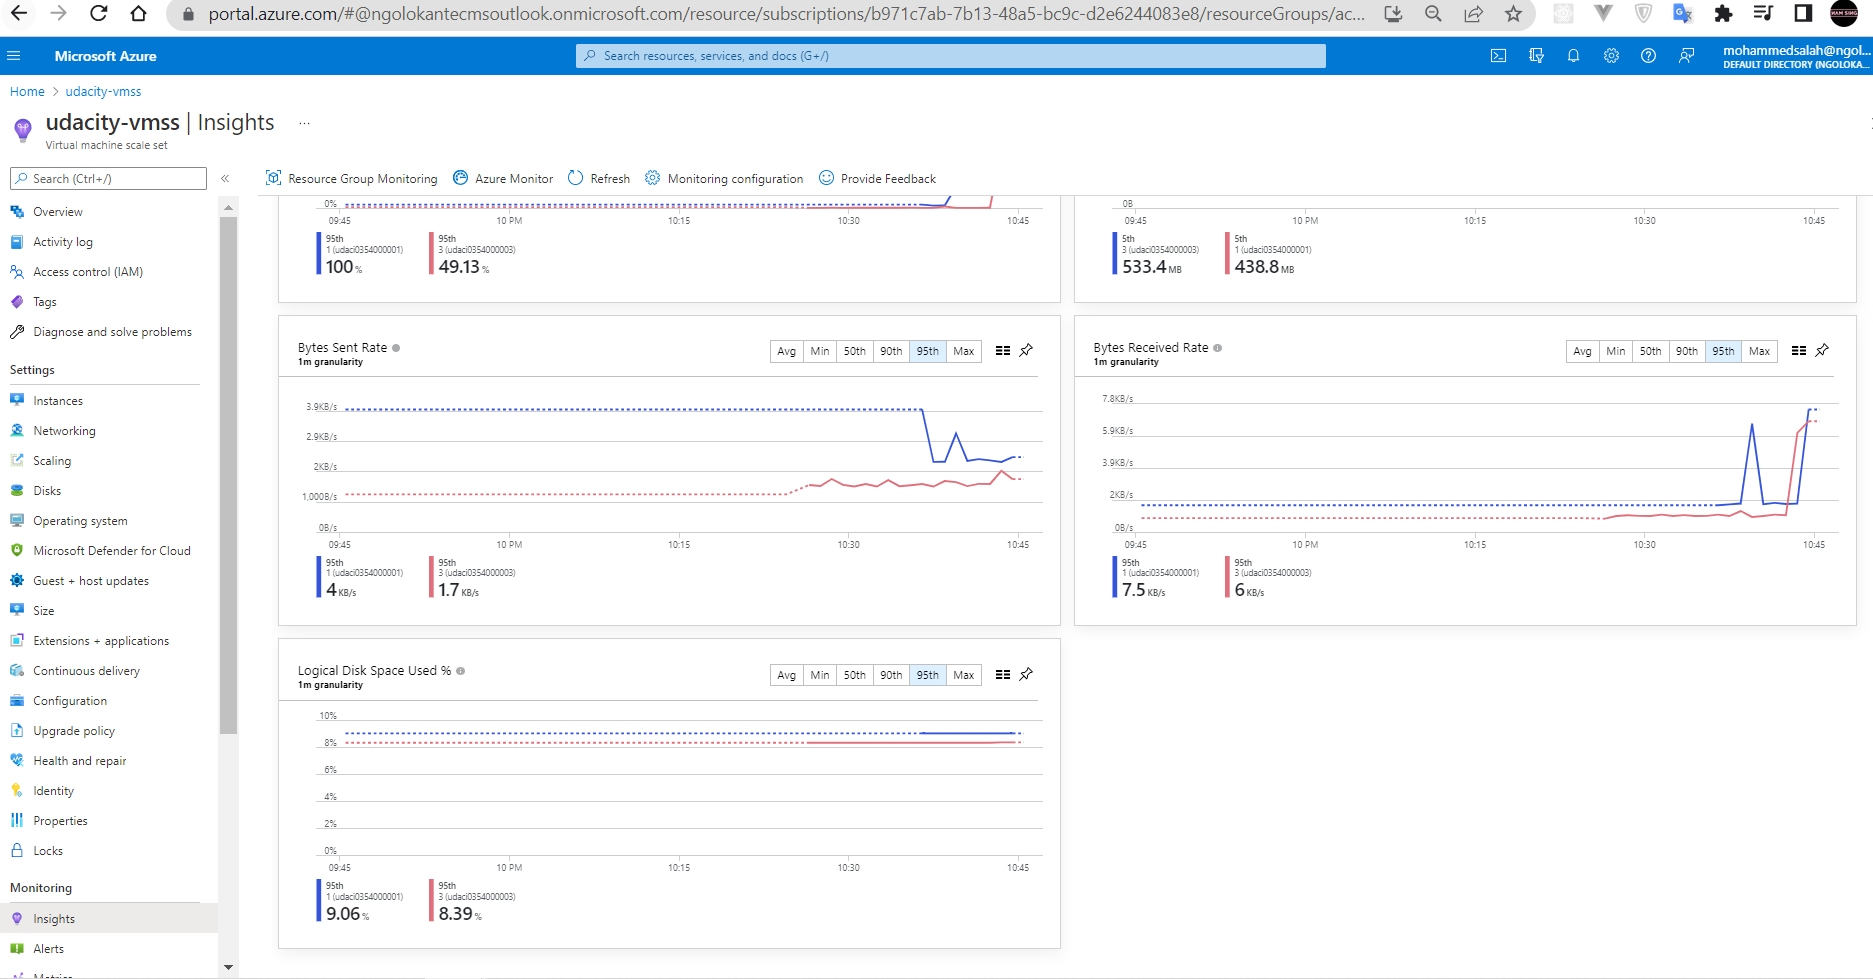 portal.azure.com/#@ngolokantecmsoutlook.onmicrosoft.com/resource/subscriptions/b971c7ab-7b13-48a5-bc9c-d2e6244083e8/resourceGroups/ac...
Microsoft Azure
Search resources, services, and docs (G+/)
mohammedsalah@ngol...
DEFAULT DIRECTORY (NGOLOKA...
Home > udacity-vmss
udacity-vmss | Insights ...
Virtual machine scale set
Search (Ctrl+/)
«
Resource Group Monitoring Azure Monitor Refresh Monitoring configuration Provide Feedback
Overview
Activity log
Access control (IAM)
Tags
Diagnose and solve problems
Settings
Instances
Networking
Scaling
Disks
Operating system
Microsoft Defender for Cloud
Guest + host updates
Size
Extensions + applications
Continuous delivery
Configuration
Upgrade policy
Health and repair
Identity
Properties
Locks
Monitoring
Insights
Alerts
Metrics
0%
09:45 10 PM 10:15 10:30 10:45
95th
1 (udaci0354000001)
100 %
95th
3 (udaci0354000003)
49.13 %
0B
09:45 10 PM 10:15 10:30 10:45
5th
3 (udaci0354000003)
533.4 MB
5th
1 (udaci0354000001)
438.8 MB
Bytes Sent Rate
1m granularity
Avg Min 50th 90th 95th Max
3.9KB/s
2.9KB/s
2KB/s
1,000B/s
0B/s
09:45 10 PM 10:15 10:30 10:45
95th
1 (udaci0354000001)
4 KB/s
95th
3 (udaci0354000003)
1.7 KB/s
Bytes Received Rate
1m granularity
Avg Min 50th 90th 95th Max
7.8KB/s
5.9KB/s
3.9KB/s
2KB/s
0B/s
09:45 10 PM 10:15 10:30 10:45
95th
1 (udaci0354000001)
7.5 KB/s
95th
3 (udaci0354000003)
6 KB/s
Logical Disk Space Used %
1m granularity
Avg Min 50th 90th 95th Max
10%
8%
6%
4%
2%
0%
09:45 10 PM 10:15 10:30 10:45
95th
1 (udaci0354000001)
9.06 %
95th
3 (udaci0354000003)
8.39 %